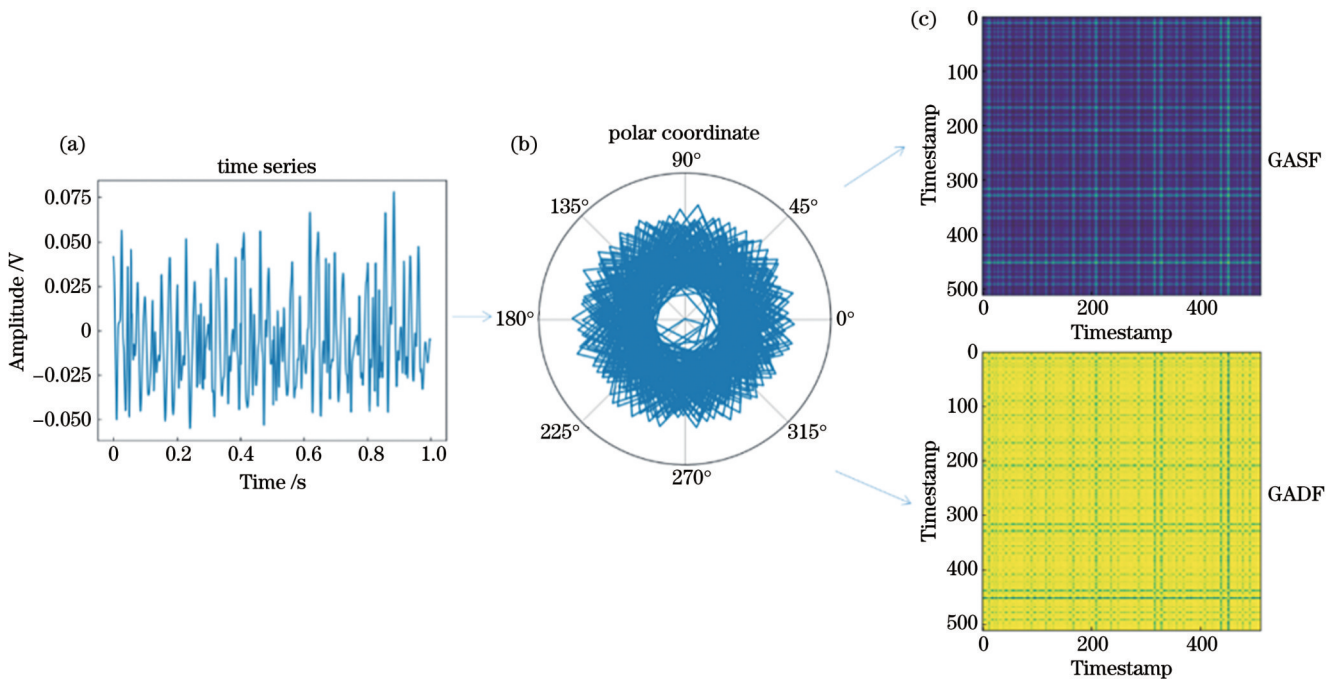 (a)
time series
Amplitude /V
0.075
0.050
0.025
0
−0.025
−0.050
0 0.2 0.4 0.6 0.8 1.0
Time /s
(b)
polar coordinate
90°
135° 45°
180° 0°
225° 315°
270°
(c)
Timestamp
0
100
200
300
400
500
0 200 400
Timestamp
GASF
Timestamp
0
100
200
300
400
500
0 200 400
Timestamp
GADF